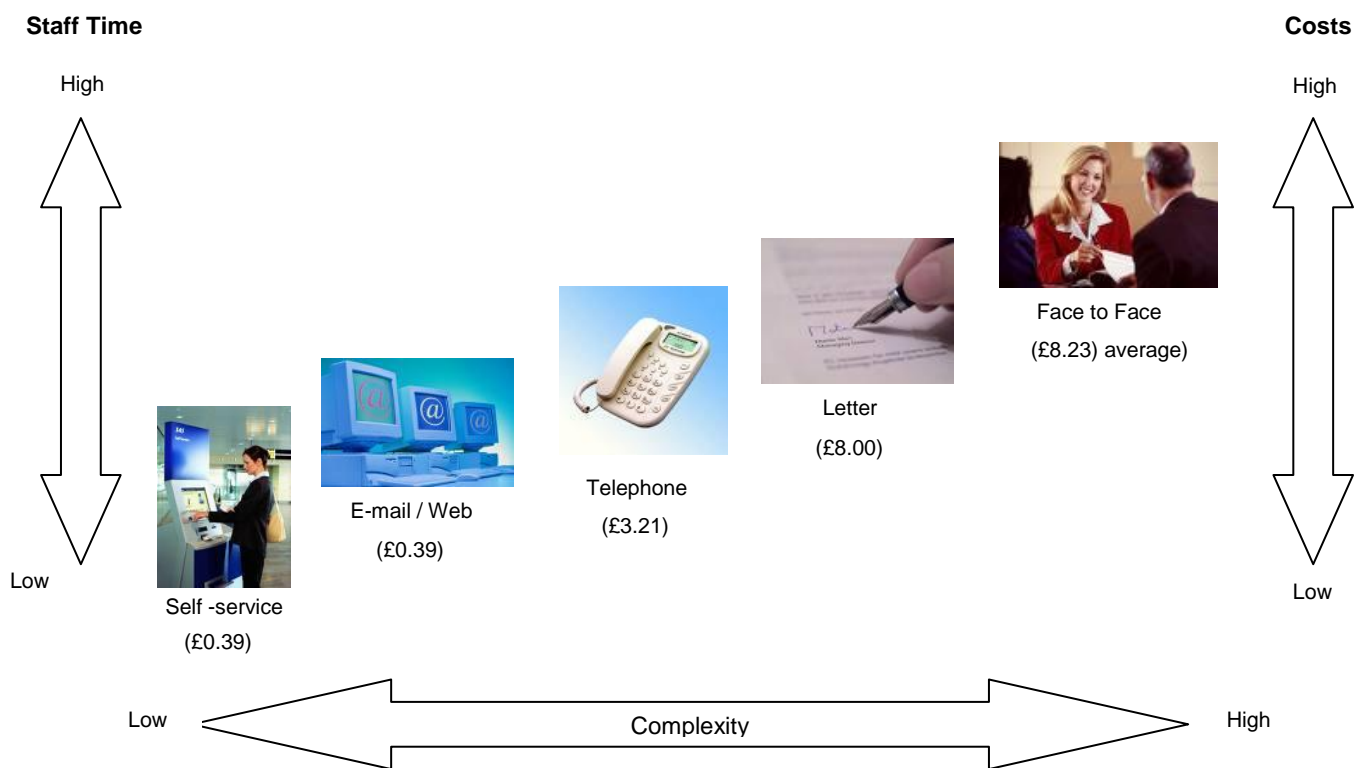 Staff Time
Costs
High
High
Face to Face
(£8.23) average)
Letter
(£8.00)
Telephone
(£3.21)
E-mail / Web
(£0.39)
Low
Low
Self -service
(£0.39)
Low
Complexity
High